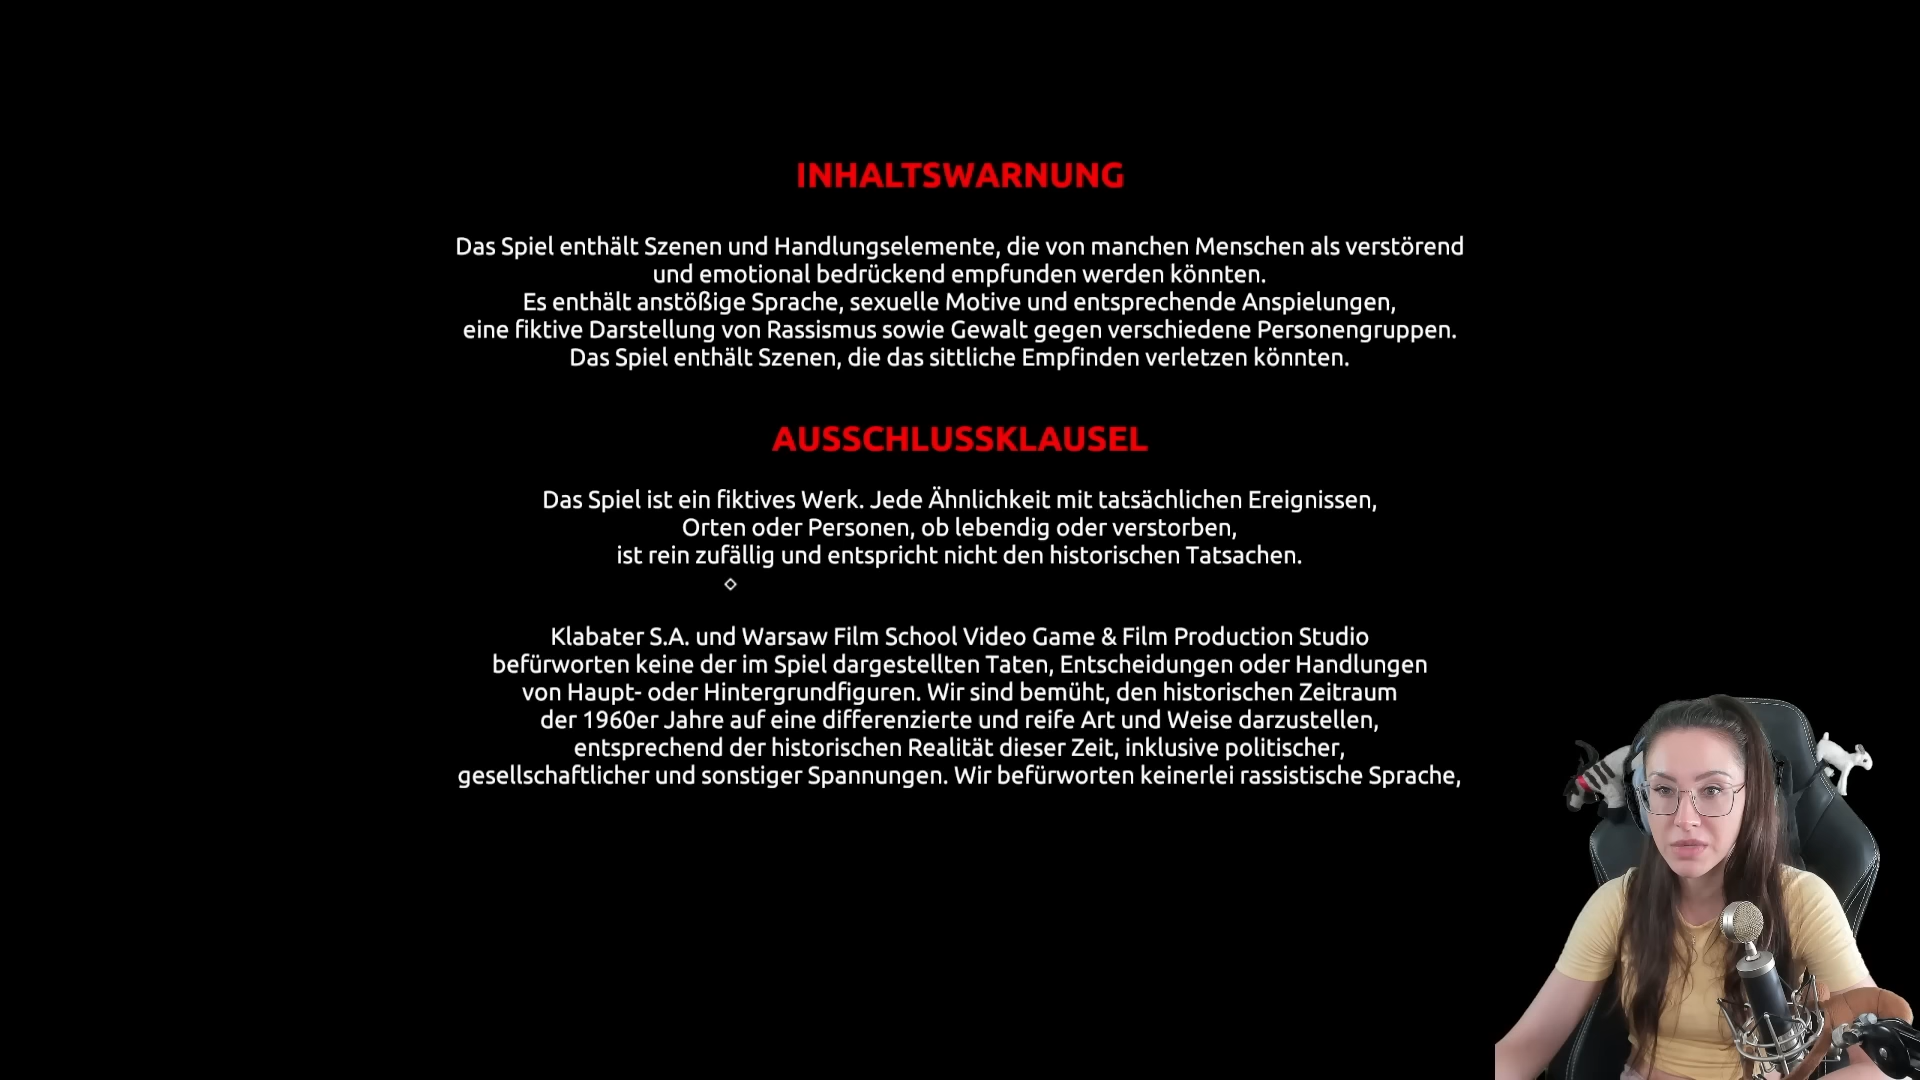 INHALTSWARNUNG
Das Spiel enthält Szenen und Handlungselemente, die von manchen Menschen als verstörend
und emotional bedrückend empfunden werden könnten.
Es enthält anstößige Sprache, sexuelle Motive und entsprechende Anspielungen,
eine fiktive Darstellung von Rassismus sowie Gewalt gegen verschiedene Personengruppen.
Das Spiel enthält Szenen, die das sittliche Empfinden verletzen könnten.
AUSSCHLUSSKLAUSEL
Das Spiel ist ein fiktives Werk. Jede Ähnlichkeit mit tatsächlichen Ereignissen,
Orten oder Personen, ob lebendig oder verstorben,
ist rein zufällig und entspricht nicht den historischen Tatsachen.
Klabater S.A. und Warsaw Film School Video Game & Film Production Studio
befürworten keine der im Spiel dargestellten Taten, Entscheidungen oder Handlungen
von Haupt- oder Hintergrundfiguren. Wir sind bemüht, den historischen Zeitraum
der 1960er Jahre auf eine differenzierte und reife Art und Weise darzustellen,
entsprechend der historischen Realität dieser Zeit, inklusive politischer,
gesellschaftlicher und sonstiger Spannungen. Wir befürworten keinerlei rassistische Sprache,